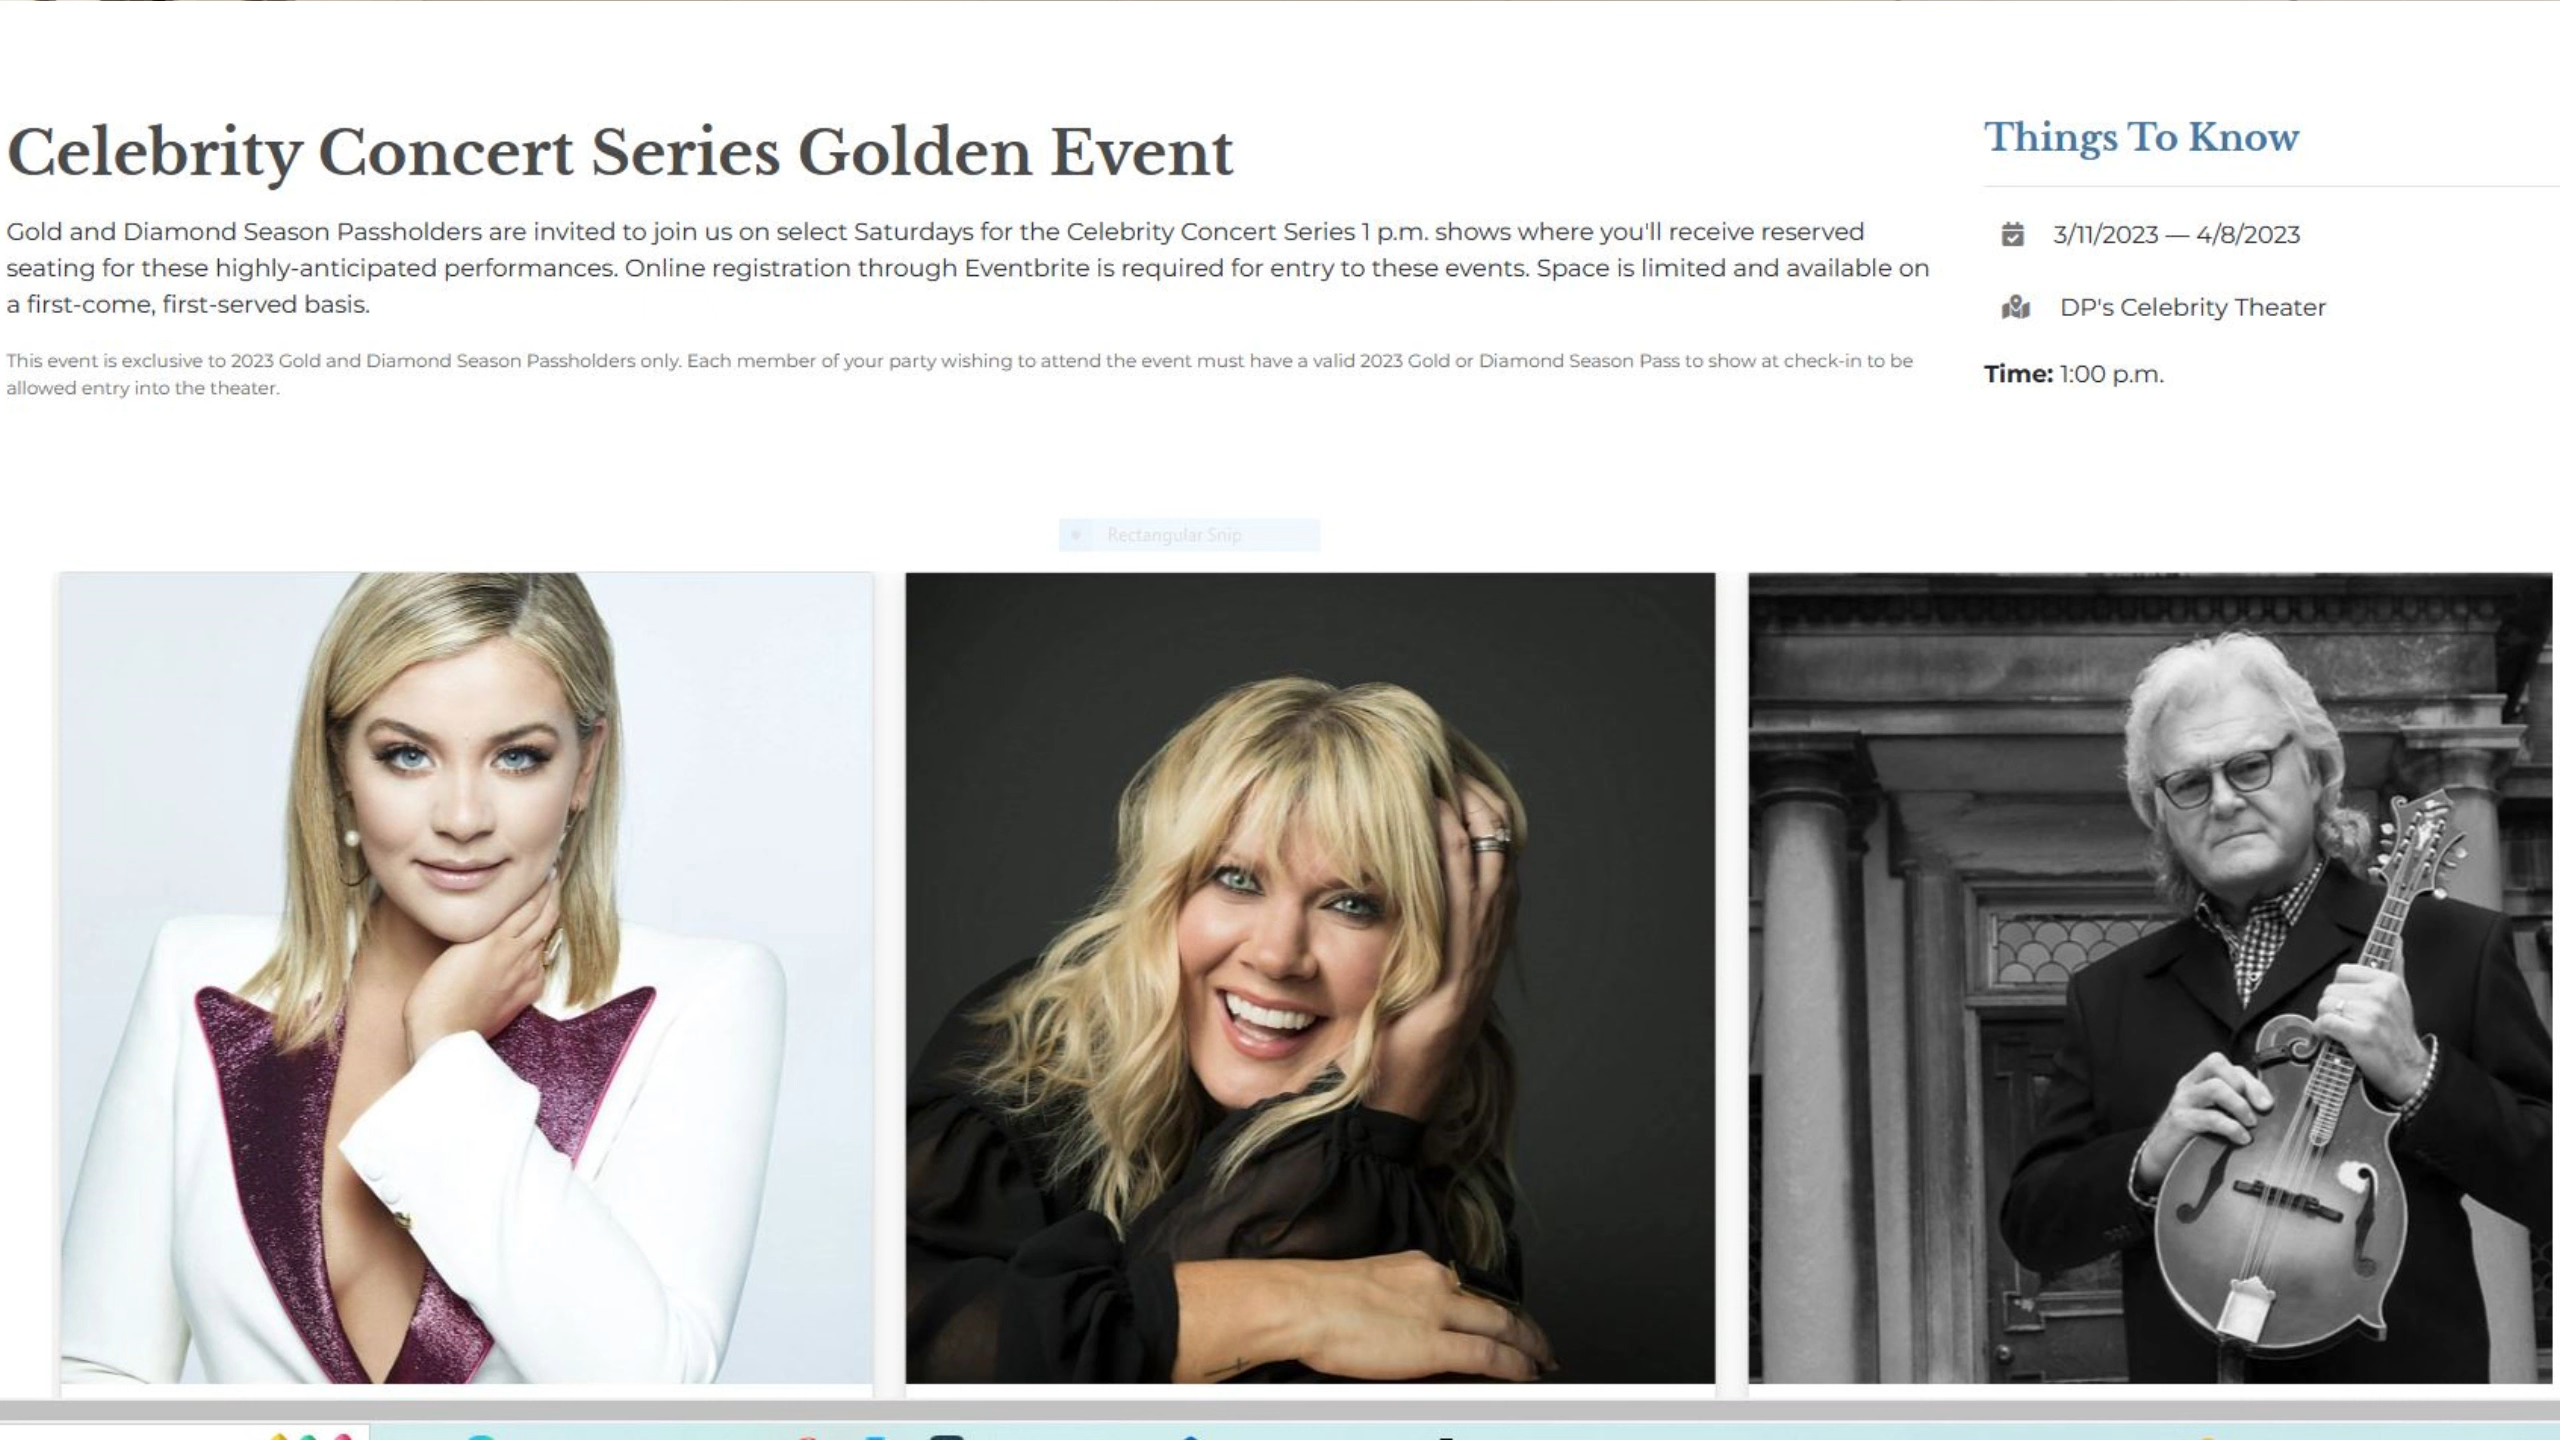 Celebrity Concert Series Golden Event
Gold and Diamond Season Passholders are invited to join us on select Saturdays for the Celebrity Concert Series 1 p.m. shows where you'll receive reserved
seating for these highly-anticipated performances. Online registration through Eventbrite is required for entry to these events. Space is limited and available on
a first-come, first-served basis.
This event is exclusive to 2023 Gold and Diamond Season Passholders only. Each member of your party wishing to attend the event must have a valid 2023 Gold or Diamond Season Pass to show at check-in to be
allowed entry into the theater.
Things To Know
3/11/2023 — 4/8/2023
DP's Celebrity Theater
Time: 1:00 p.m.
Rectangular Snip